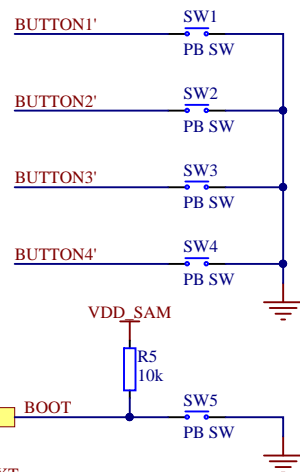 SW1
BUTTON1'
PB SW
SW2
BUTTON2'
PB SW
SW3
BUTTON3'
PB SW
SW4
BUTTON4'
PB SW
VDD_SAM
R5
10k
BOOT
SW5
PB SW